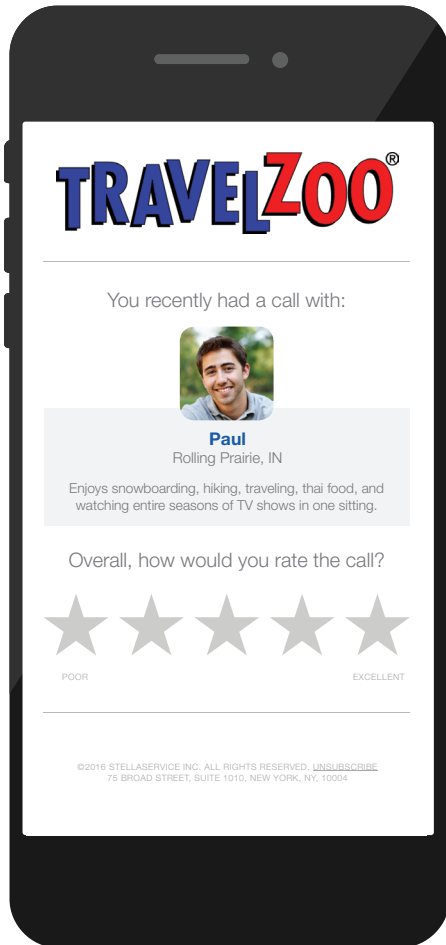 TRAVELZOO®
You recently had a call with:
Paul
Rolling Prairie, IN
Enjoys snowboarding, hiking, traveling, thai food, and
watching entire seasons of TV shows in one sitting.
Overall, how would you rate the call?
POOR EXCELLENT
©2016 STELLASERVICE INC. ALL RIGHTS RESERVED. UNSUBSCRIBE
75 BROAD STREET, SUITE 1010, NEW YORK, NY, 10004